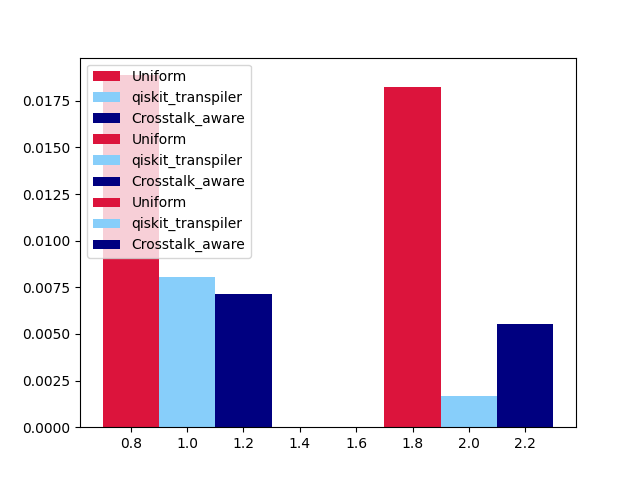 Uniform
qiskit_transpiler
Crosstalk_aware
Uniform
qiskit_transpiler
Crosstalk_aware
Uniform
qiskit_transpiler
Crosstalk_aware
0.0175
0.0150
0.0125
0.0100
0.0075
0.0050
0.0025
0.0000
0.8 1.0 1.2 1.4 1.6 1.8 2.0 2.2